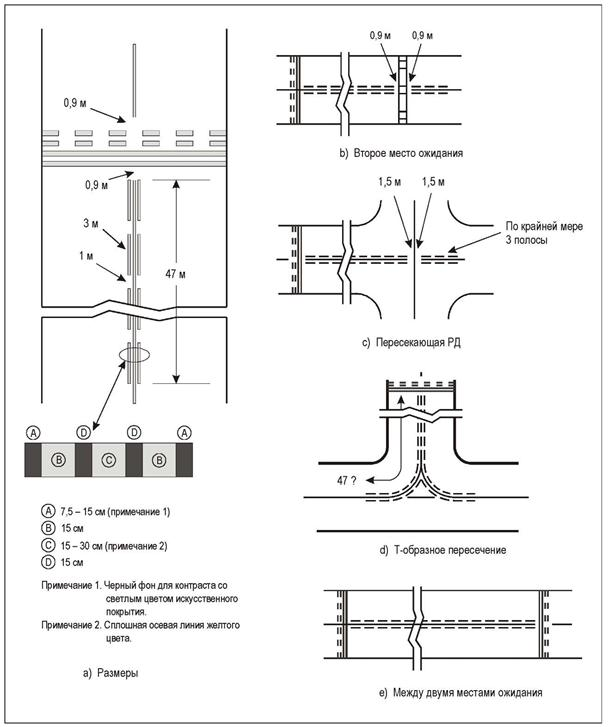 0,9 м
0,9 м
3 м
1 м
47 м
A
D
D
A
B
C
B
A 7,5 – 15 см (примечание 1)
B 15 см
C 15 – 30 см (примечание 2)
D 15 см
Примечание 1. Черный фон для контраста со
светлым цветом искусственного
покрытия.
Примечание 2. Сплошная осевая линия желтого
цвета.
a) Размеры
0,9 м 0,9 м
b) Второе место ожидания
1,5 м 1,5 м
По крайней мере
3 полосы
c) Пересекающая РД
47 ?
d) Т-образное пересечение
e) Между двумя местами ожидания